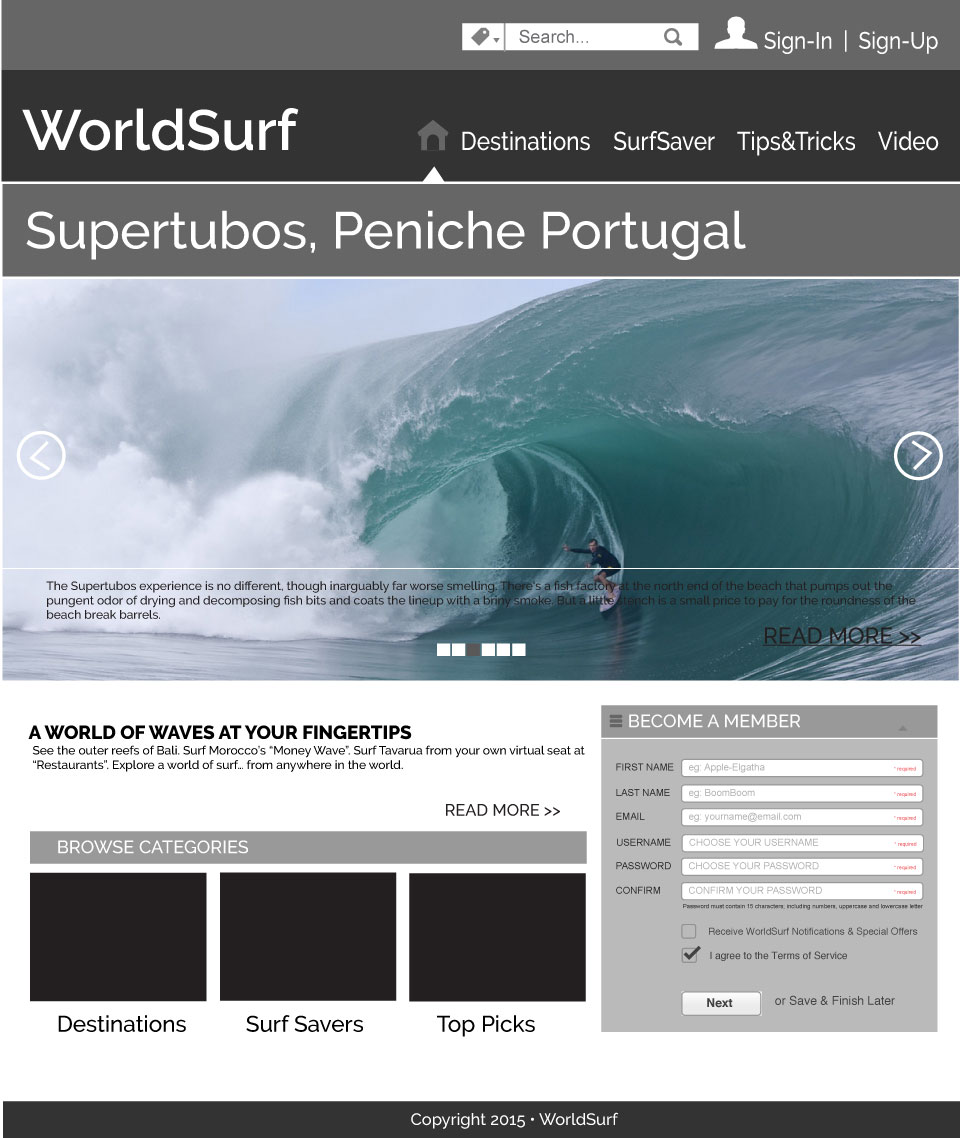 Search...
Sign-In | Sign-Up
WorldSurf
Destinations SurfSaver Tips&Tricks Video
Supertubos, Peniche Portugal
The Supertubos experience is no different, though inarguably far worse smelling. There's a fish factory at the north end of the beach that pumps out the
pungent odor of drying and decomposing fish bits and coats the lineup with a briny smoke. But a little stench is a small price to pay for the roundness of the
beach break barrels.
READ MORE >>
A WORLD OF WAVES AT YOUR FINGERTIPS
See the outer reefs of Bali. Surf Morocco's “Money Wave”. Surf Tavarua from your own virtual seat at
“Restaurants”. Explore a world of surf... from anywhere in the world.
READ MORE >>
BROWSE CATEGORIES
Destinations
Surf Savers
Top Picks
BECOME A MEMBER
FIRST NAME eg: Apple-Elgatha * required
LAST NAME eg: BoomBoom * required
EMAIL eg: yourname@email.com * required
USERNAME CHOOSE YOUR USERNAME * required
PASSWORD CHOOSE YOUR PASSWORD * required
CONFIRM CONFIRM YOUR PASSWORD * required
Password must contain 15 characters; including numbers, uppercase and lowercase letter
Receive WorldSurf Notifications & Special Offers
I agree to the Terms of Service
Next or Save & Finish Later
Copyright 2015 • WorldSurf